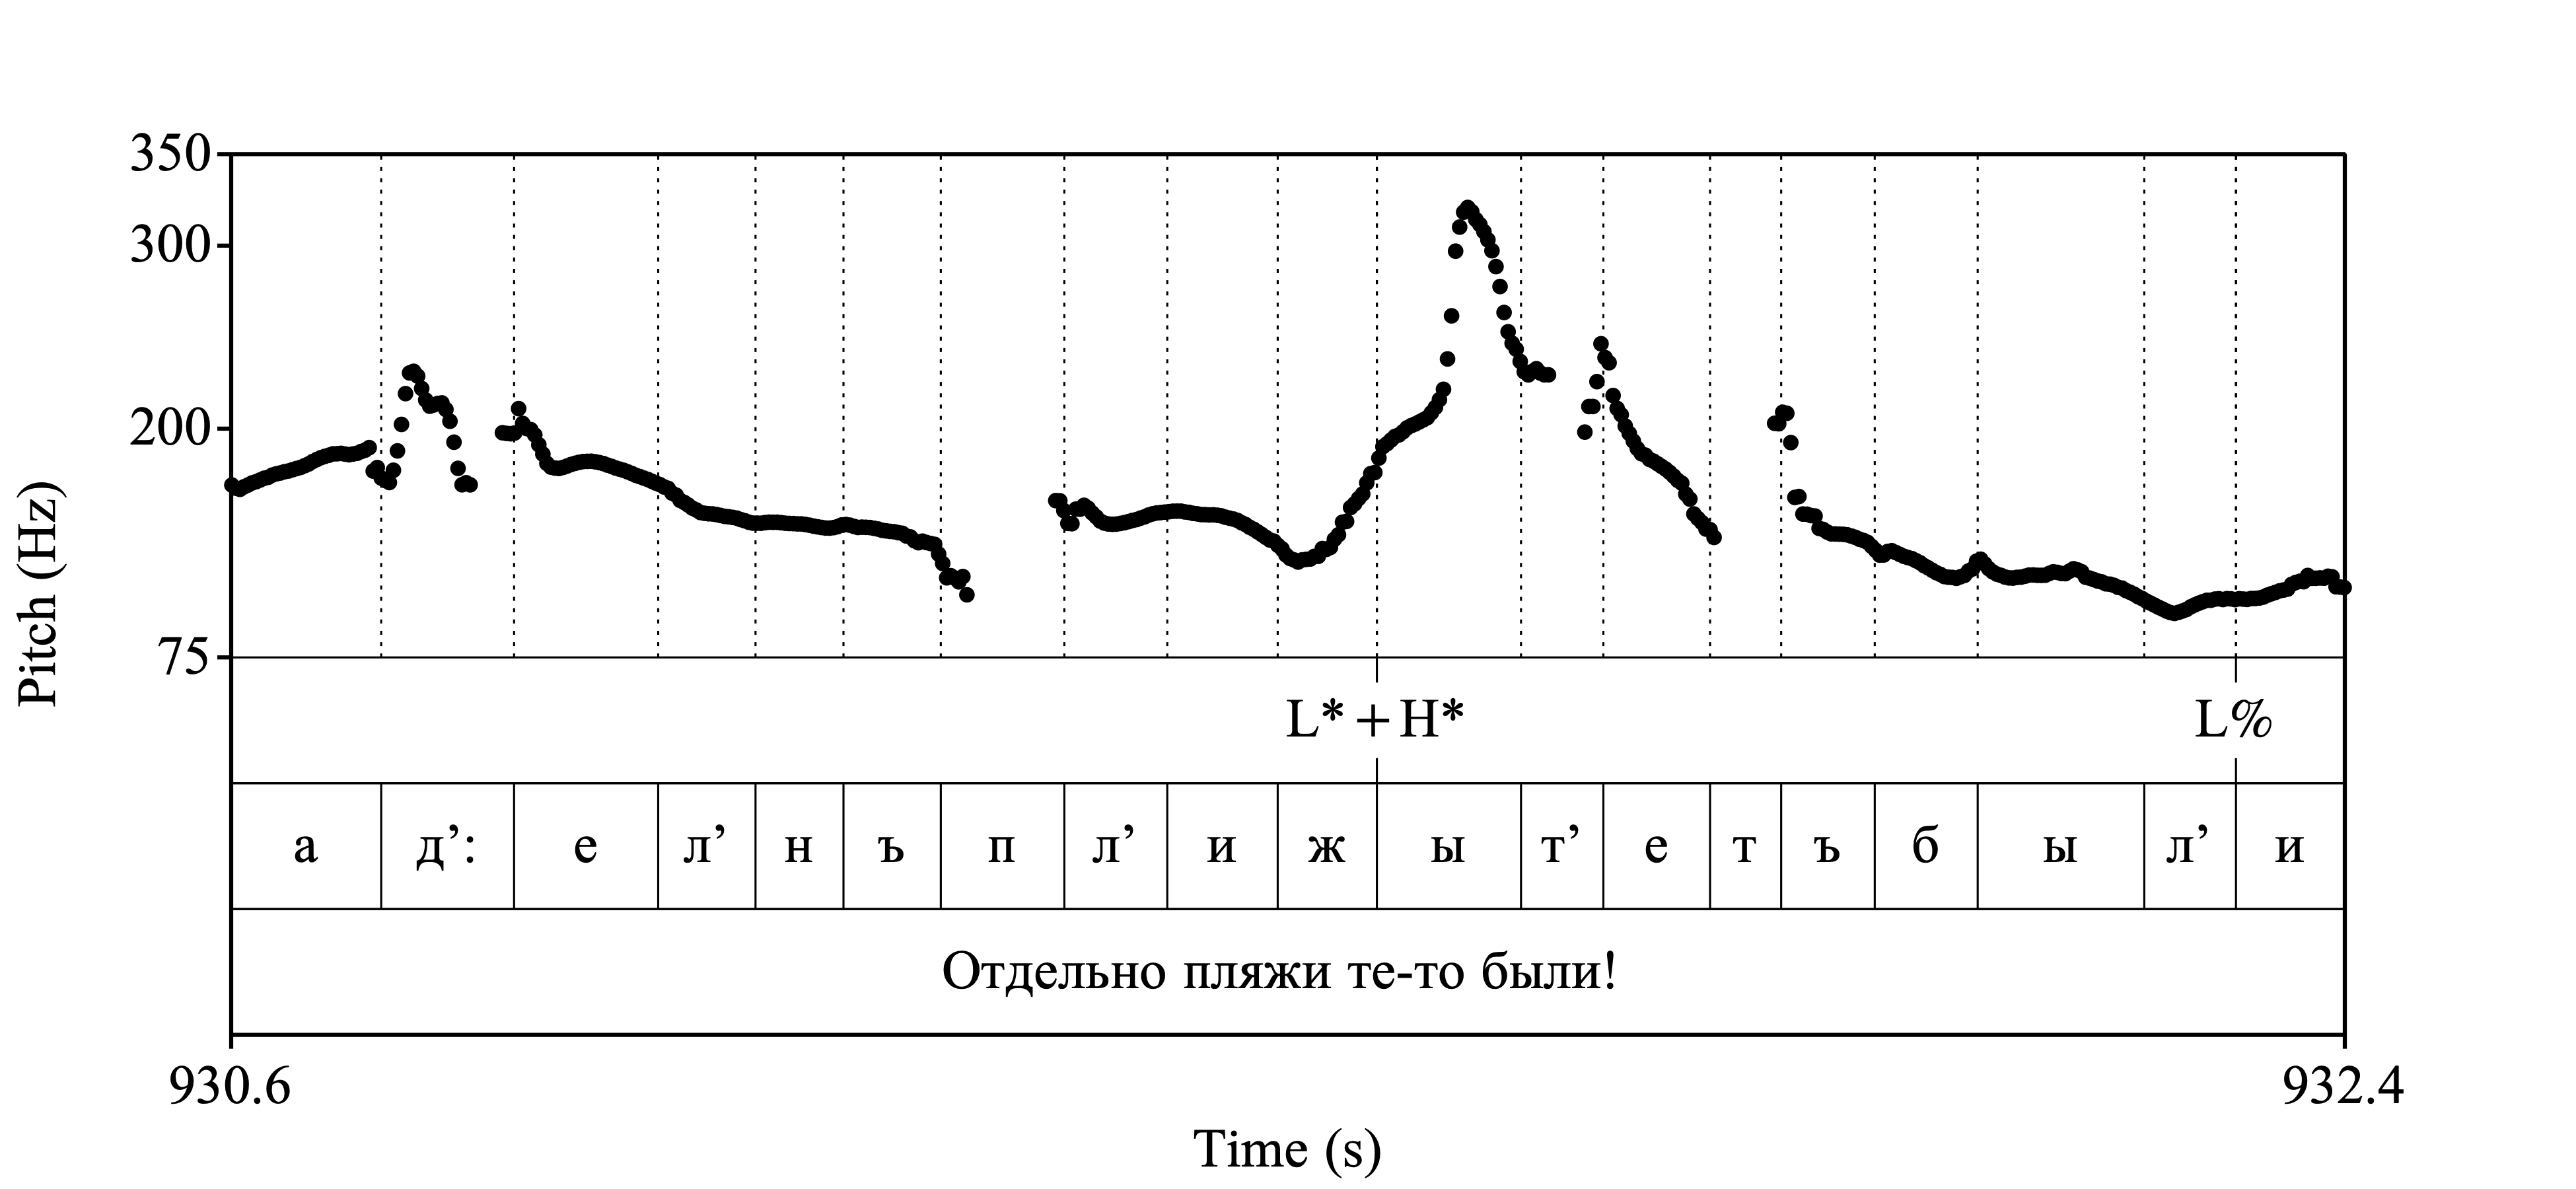 350
300
200
75
Pitch (Hz)
L*+H* L%
а д’: е л’ н ъ п л’ и ж ы т’ е т ъ б ы л’ и
Отдельно пляжи те-то были!
930.6 932.4
Time (s)